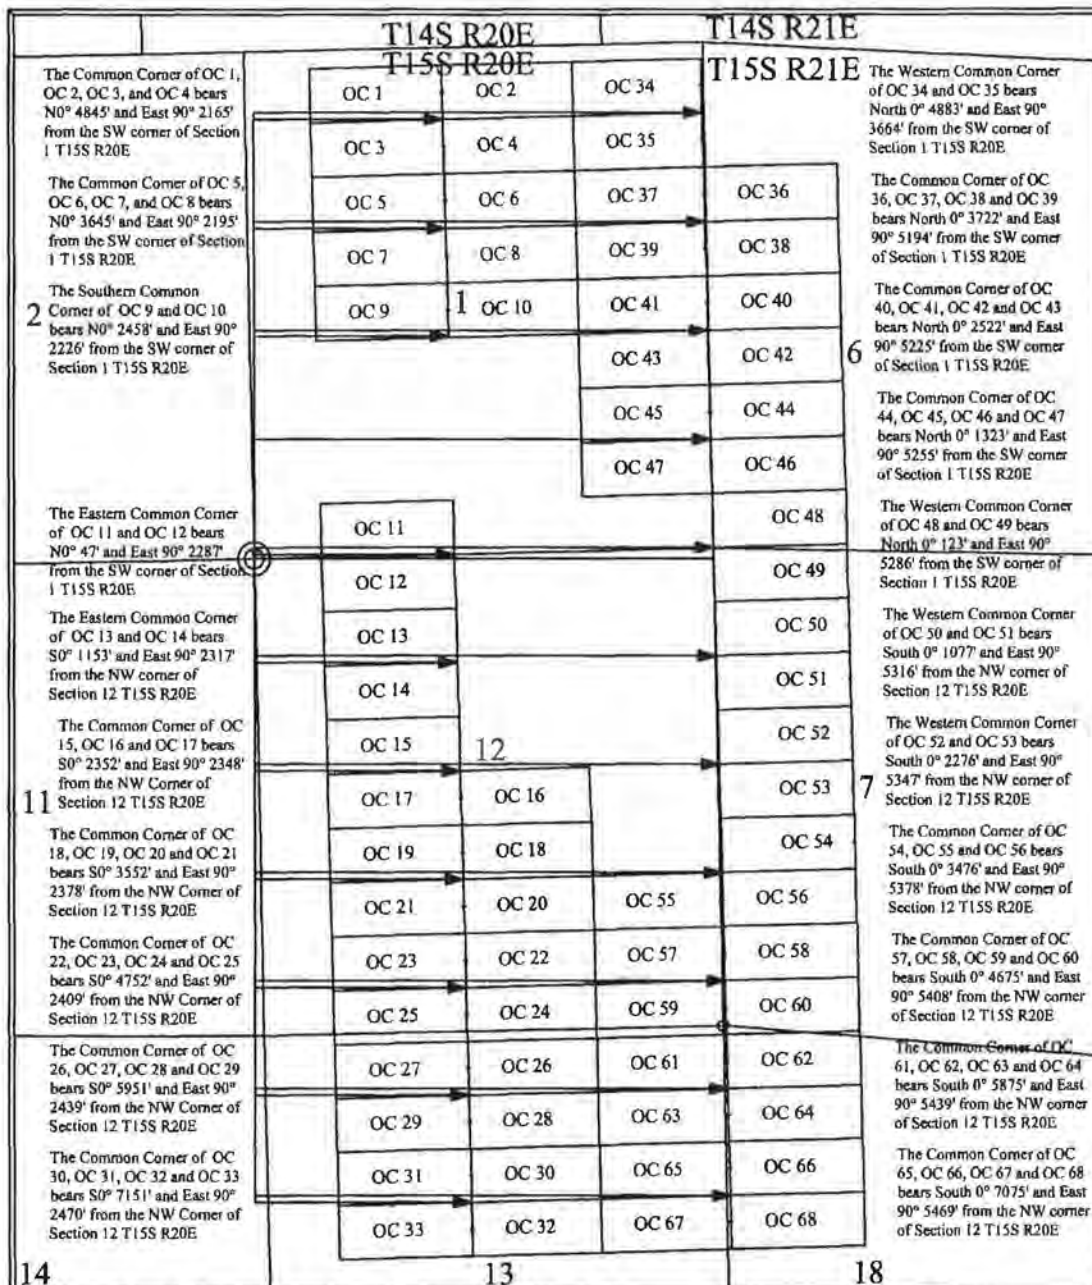 T14S R20E
T14S R21E
T15S R20E
T15S R21E
The Common Corner of OC 1,
OC 2, OC 3, and OC 4 bears
N0° 4845' and East 90° 2165'
from the SW corner of Section
1 T15S R20E
The Common Corner of OC 5,
OC 6, OC 7, and OC 8 bears
N0° 3645' and East 90° 2195'
from the SW corner of Section
1 T15S R20E
The Southern Common
Corner of OC 9 and OC 10
bears N0° 2458' and East 90°
2226' from the SW corner of
Section 1 T15S R20E
2
The Eastern Common Corner
of OC 11 and OC 12 bears
N0° 47' and East 90° 2287'
from the SW corner of Section
1 T15S R20E
The Eastern Common Corner
of OC 13 and OC 14 bears
S0° 1153' and East 90° 2317'
from the NW corner of
Section 12 T15S R20E
The Common Corner of OC
15, OC 16 and OC 17 bears
S0° 2352' and East 90° 2348'
from the NW Corner of
Section 12 T15S R20E
11
The Common Corner of OC
18, OC 19, OC 20 and OC 21
bears S0° 3552' and East 90°
2378' from the NW Corner of
Section 12 T15S R20E
The Common Corner of OC
22, OC 23, OC 24 and OC 25
bears S0° 4752' and East 90°
2409' from the NW Corner of
Section 12 T15S R20E
The Common Corner of OC
26, OC 27, OC 28 and OC 29
bears S0° 5951' and East 90°
2439' from the NW Corner of
Section 12 T15S R20E
The Common Corner of OC
30, OC 31, OC 32 and OC 33
bears S0° 7151' and East 90°
2470' from the NW Corner of
Section 12 T15S R20E
OC 1 OC 2 OC 34
OC 3 OC 4 OC 35
OC 5 OC 6 OC 37 OC 36
OC 7 OC 8 OC 39 OC 38
OC 9 1 OC 10 OC 41 OC 40
OC 43 OC 42 6
OC 45 OC 44
OC 47 OC 46
OC 11 OC 48
OC 12 OC 49
OC 13 OC 50
OC 14 OC 51
OC 15 12 OC 52
OC 17 OC 16 OC 53 7
OC 19 OC 18 OC 54
OC 21 OC 20 OC 55 OC 56
OC 23 OC 22 OC 57 OC 58
OC 25 OC 24 OC 59 OC 60
OC 27 OC 26 OC 61 OC 62
OC 29 OC 28 OC 63 OC 64
OC 31 OC 30 OC 65 OC 66
OC 33 OC 32 OC 67 OC 68
The Western Common Corner
of OC 34 and OC 35 bears
North 0° 4883' and East 90°
3664' from the SW corner of
Section 1 T15S R20E
The Common Corner of OC
36, OC 37, OC 38 and OC 39
bears North 0° 3722' and East
90° 5194' from the SW corner
of Section 1 T15S R20E
The Common Corner of OC
40, OC 41, OC 42 and OC 43
bears North 0° 2522' and East
90° 5225' from the SW corner
of Section 1 T15S R20E
The Common Corner of OC
44, OC 45, OC 46 and OC 47
bears North 0° 1323' and East
90° 5255' from the SW corner
of Section 1 T15S R20E
The Western Common Corner
of OC 48 and OC 49 bears
North 0° 123' and East 90°
5286' from the SW corner of
Section 1 T15S R20E
The Western Common Corner
of OC 50 and OC 51 bears
South 0° 1077' and East 90°
5316' from the NW corner of
Section 12 T15S R20E
The Western Common Corner
of OC 52 and OC 53 bears
South 0° 2276' and East 90°
5347' from the NW corner of
Section 12 T15S R20E
The Common Corner of OC
54, OC 55 and OC 56 bears
South 0° 3476' and East 90°
5378' from the NW corner of
Section 12 T15S R20E
The Common Corner of OC
57, OC 58, OC 59 and OC 60
bears South 0° 4675' and East
90° 5408' from the NW corner
of Section 12 T15S R20E
The Common Corner of OC
61, OC 62, OC 63 and OC 64
bears South 0° 5875' and East
90° 5439' from the NW corner
of Section 12 T15S R20E
The Common Corner of OC
65, OC 66, OC 67 and OC 68
bears South 0° 7075' and East
90° 5469' from the NW corner
of Section 12 T15S R20E
14 13 18